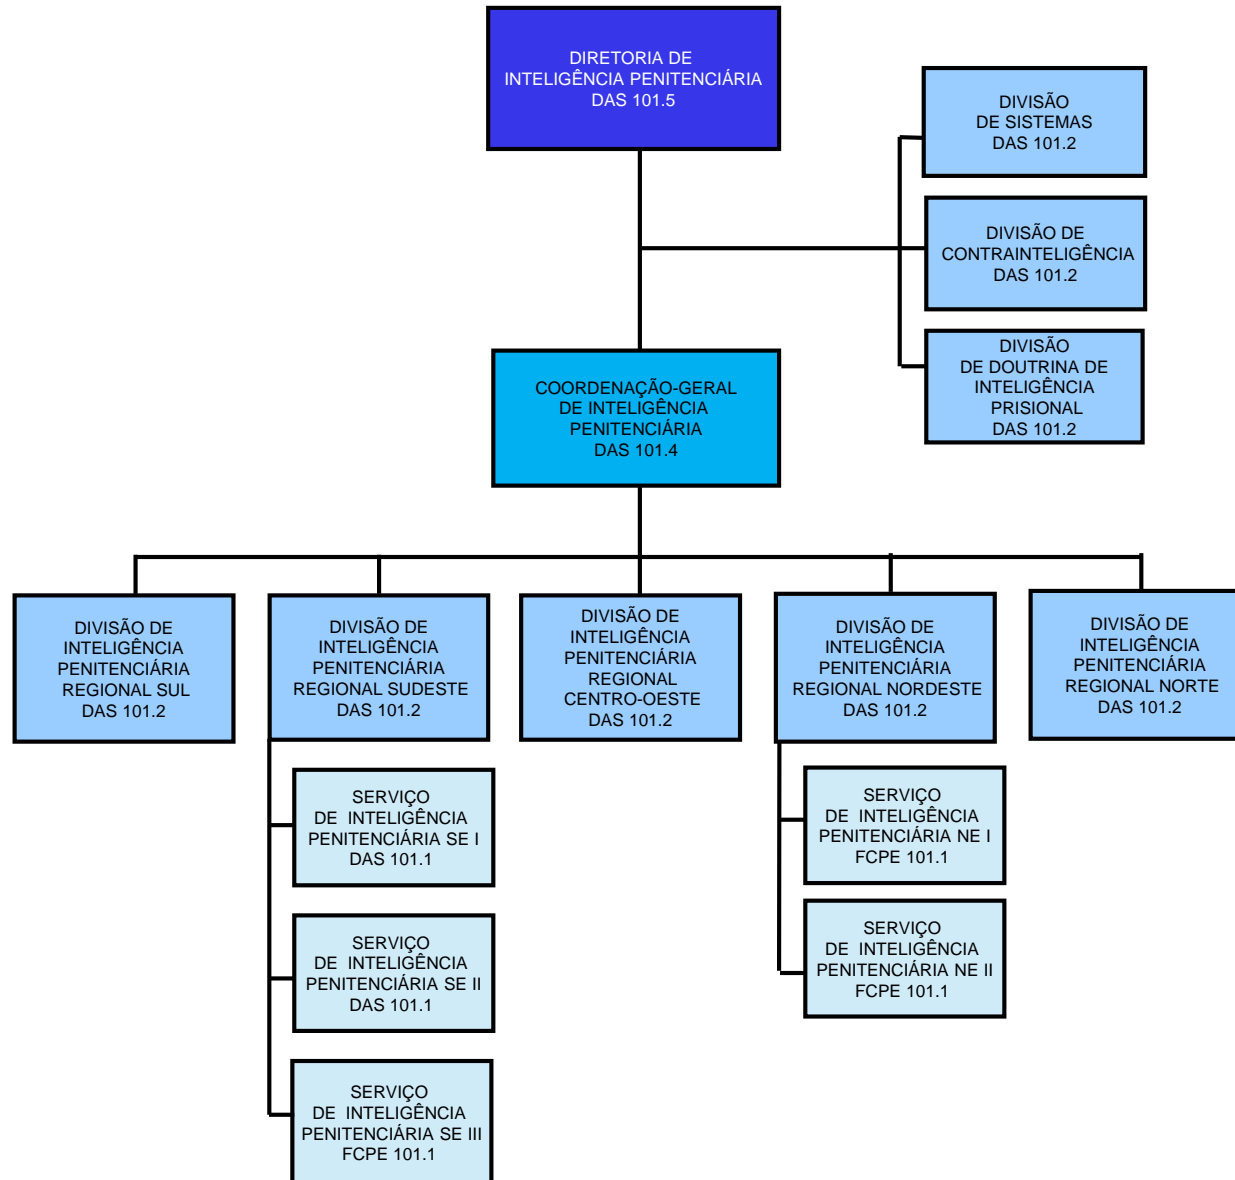 DIRETORIA DE
INTELIGÊNCIA PENITENCIÁRIA
DAS 101.5
DIVISÃO
DE SISTEMAS
DAS 101.2
DIVISÃO DE
CONTRAINTELIGÊNCIA
DAS 101.2
DIVISÃO
DE DOUTRINA DE
INTELIGÊNCIA
PRISIONAL
DAS 101.2
COORDENAÇÃO-GERAL
DE INTELIGÊNCIA
PENITENCIÁRIA
DAS 101.4
DIVISÃO DE
INTELIGÊNCIA
PENITENCIÁRIA
REGIONAL SUL
DAS 101.2
DIVISÃO DE
INTELIGÊNCIA
PENITENCIÁRIA
REGIONAL SUDESTE
DAS 101.2
DIVISÃO DE
INTELIGÊNCIA
PENITENCIÁRIA
REGIONAL
CENTRO-OESTE
DAS 101.2
DIVISÃO DE
INTELIGÊNCIA
PENITENCIÁRIA
REGIONAL NORDESTE
DAS 101.2
DIVISÃO DE
INTELIGÊNCIA
PENITENCIÁRIA
REGIONAL NORTE
DAS 101.2
SERVIÇO
DE INTELIGÊNCIA
PENITENCIÁRIA SE I
DAS 101.1
SERVIÇO
DE INTELIGÊNCIA
PENITENCIÁRIA SE II
DAS 101.1
SERVIÇO
DE INTELIGÊNCIA
PENITENCIÁRIA SE III
FCPE 101.1
SERVIÇO
DE INTELIGÊNCIA
PENITENCIÁRIA NE I
FCPE 101.1
SERVIÇO
DE INTELIGÊNCIA
PENITENCIÁRIA NE II
FCPE 101.1